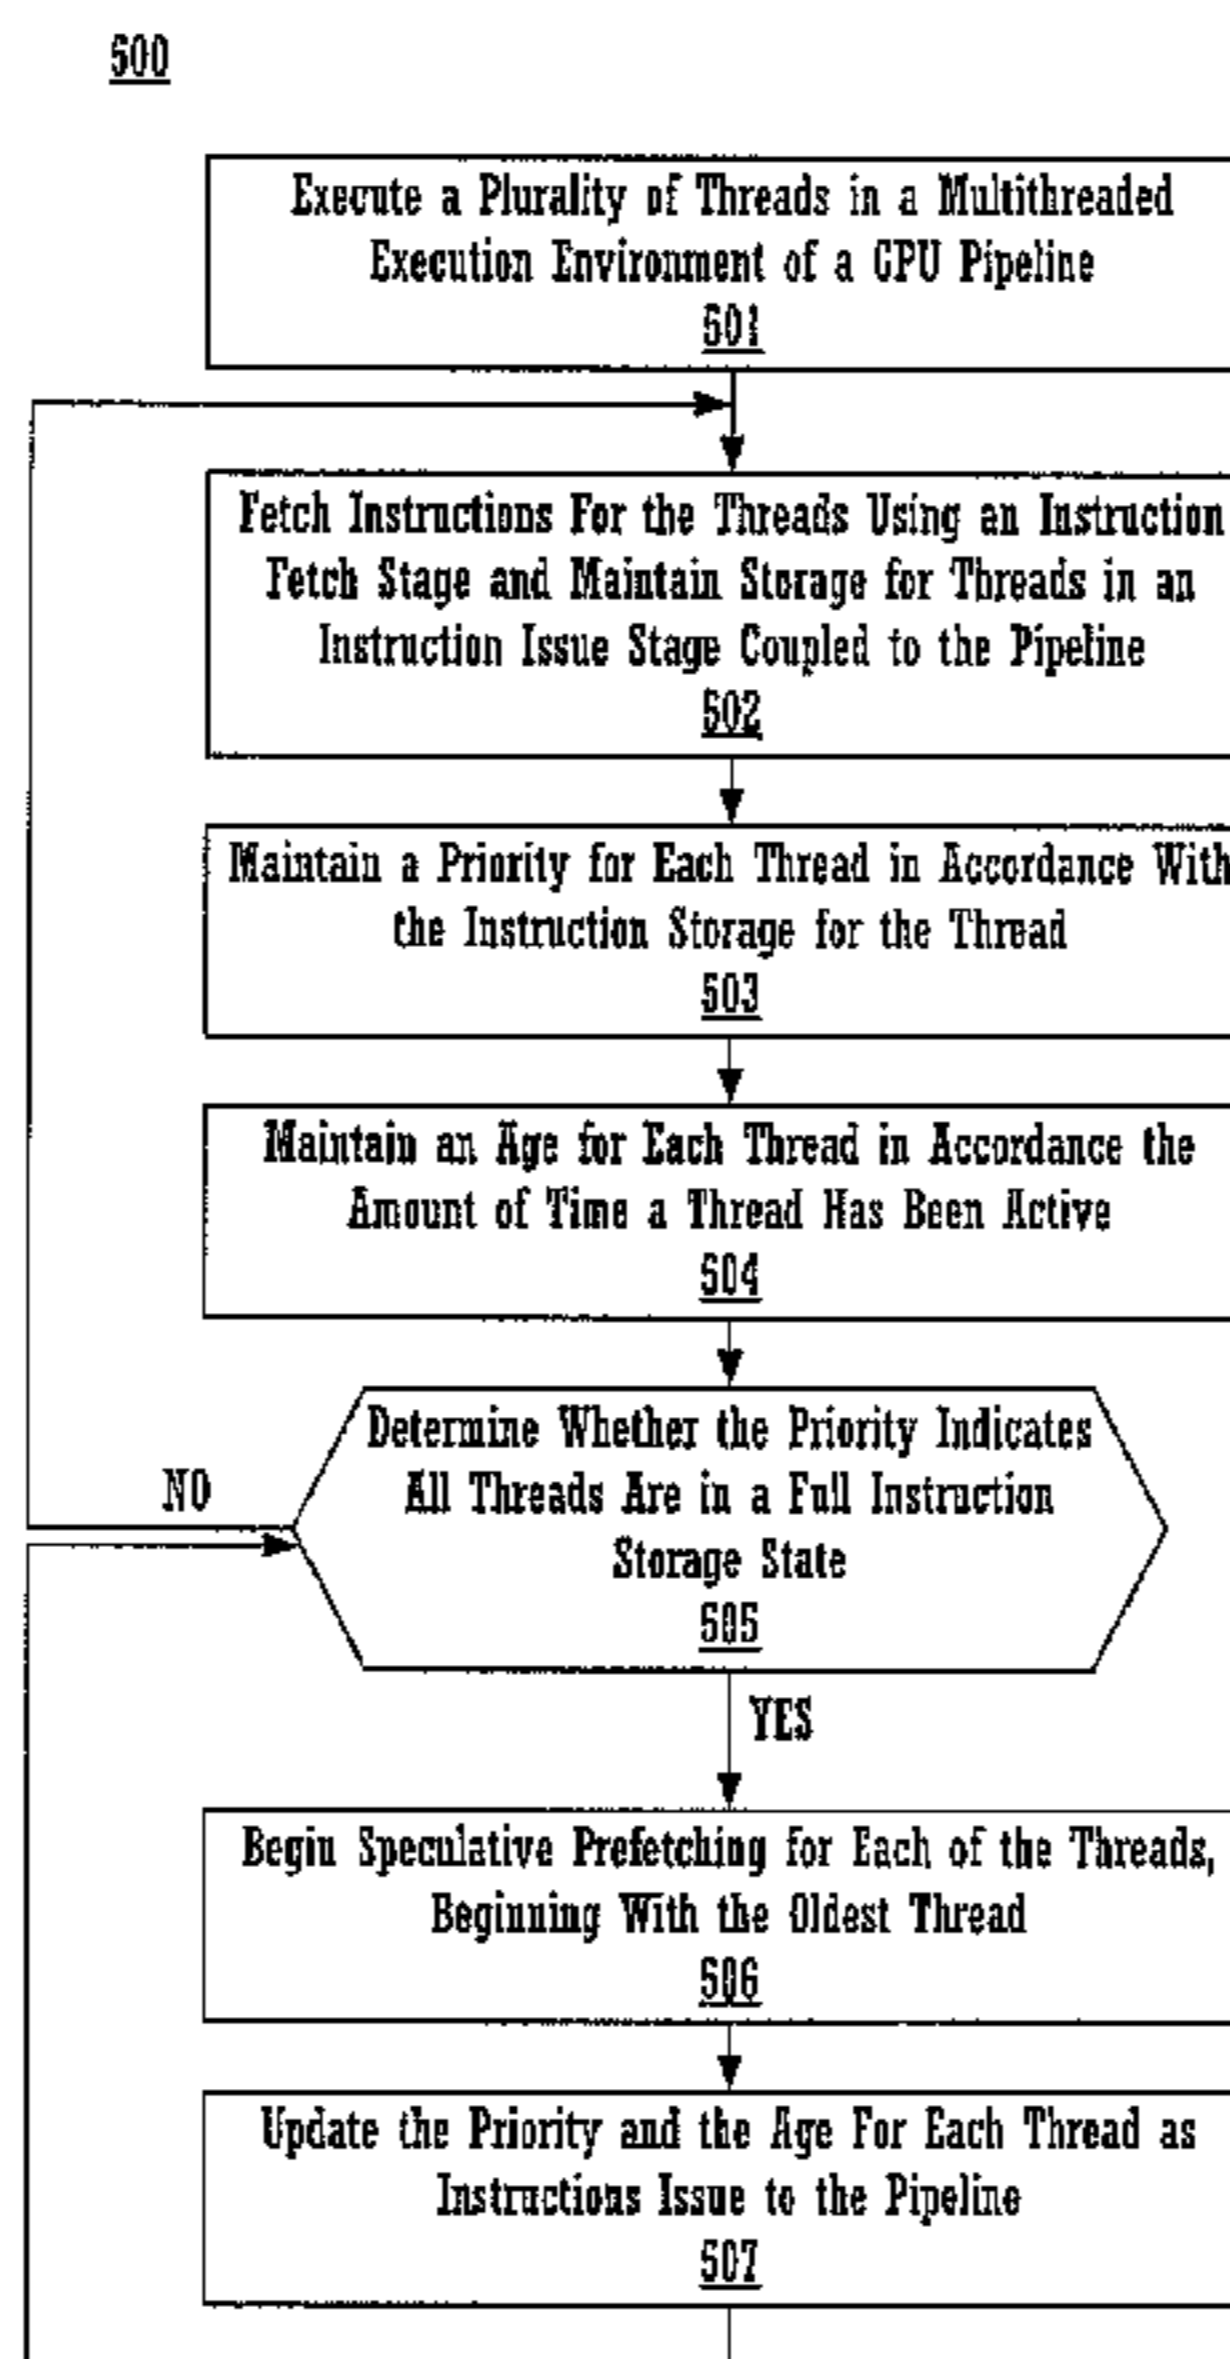 500
Execute a Plurality of Threads in a Multithreaded
Execution Environment of a GPU Pipeline
501
Fetch Instructions For the Threads Using an Instruction
Fetch Stage and Maintain Storage for Threads in an
Instruction Issue Stage Coupled to the Pipeline
502
Maintain a Priority for Each Thread in Accordance With
the Instruction Storage for the Thread
503
Maintain an Age for Each Thread in Accordance the
Amount of Time a Thread Has Been Active
504
Determine Whether the Priority Indicates
All Threads Are in a Full Instruction
Storage State
505
NO
YES
Begin Speculative Prefetching for Each of the Threads,
Beginning With the Oldest Thread
506
Update the Priority and the Age For Each Thread as
Instructions Issue to the Pipeline
507